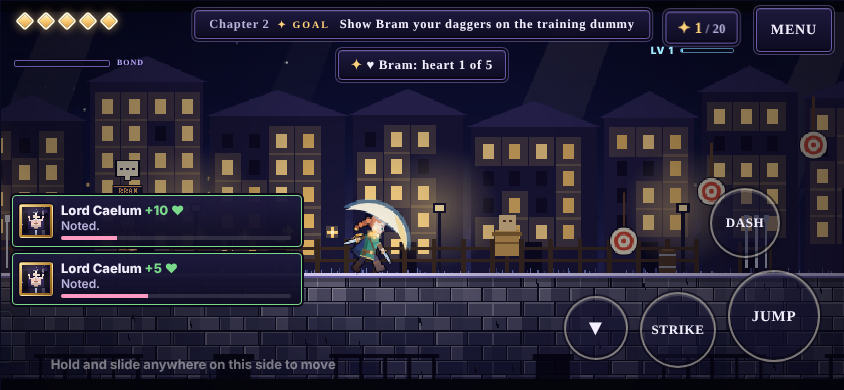 Chapter 2 ✦ GOAL Show Bram your daggers on the training dummy
✦ 1 / 20
MENU
LV 1
BOND
✦ ♥ Bram: heart 1 of 5
BRAM
Lord Caelum +10 ♥
Noted.
Lord Caelum +5 ♥
Noted.
DASH
JUMP
STRIKE
▼
Hold and slide anywhere on this side to move